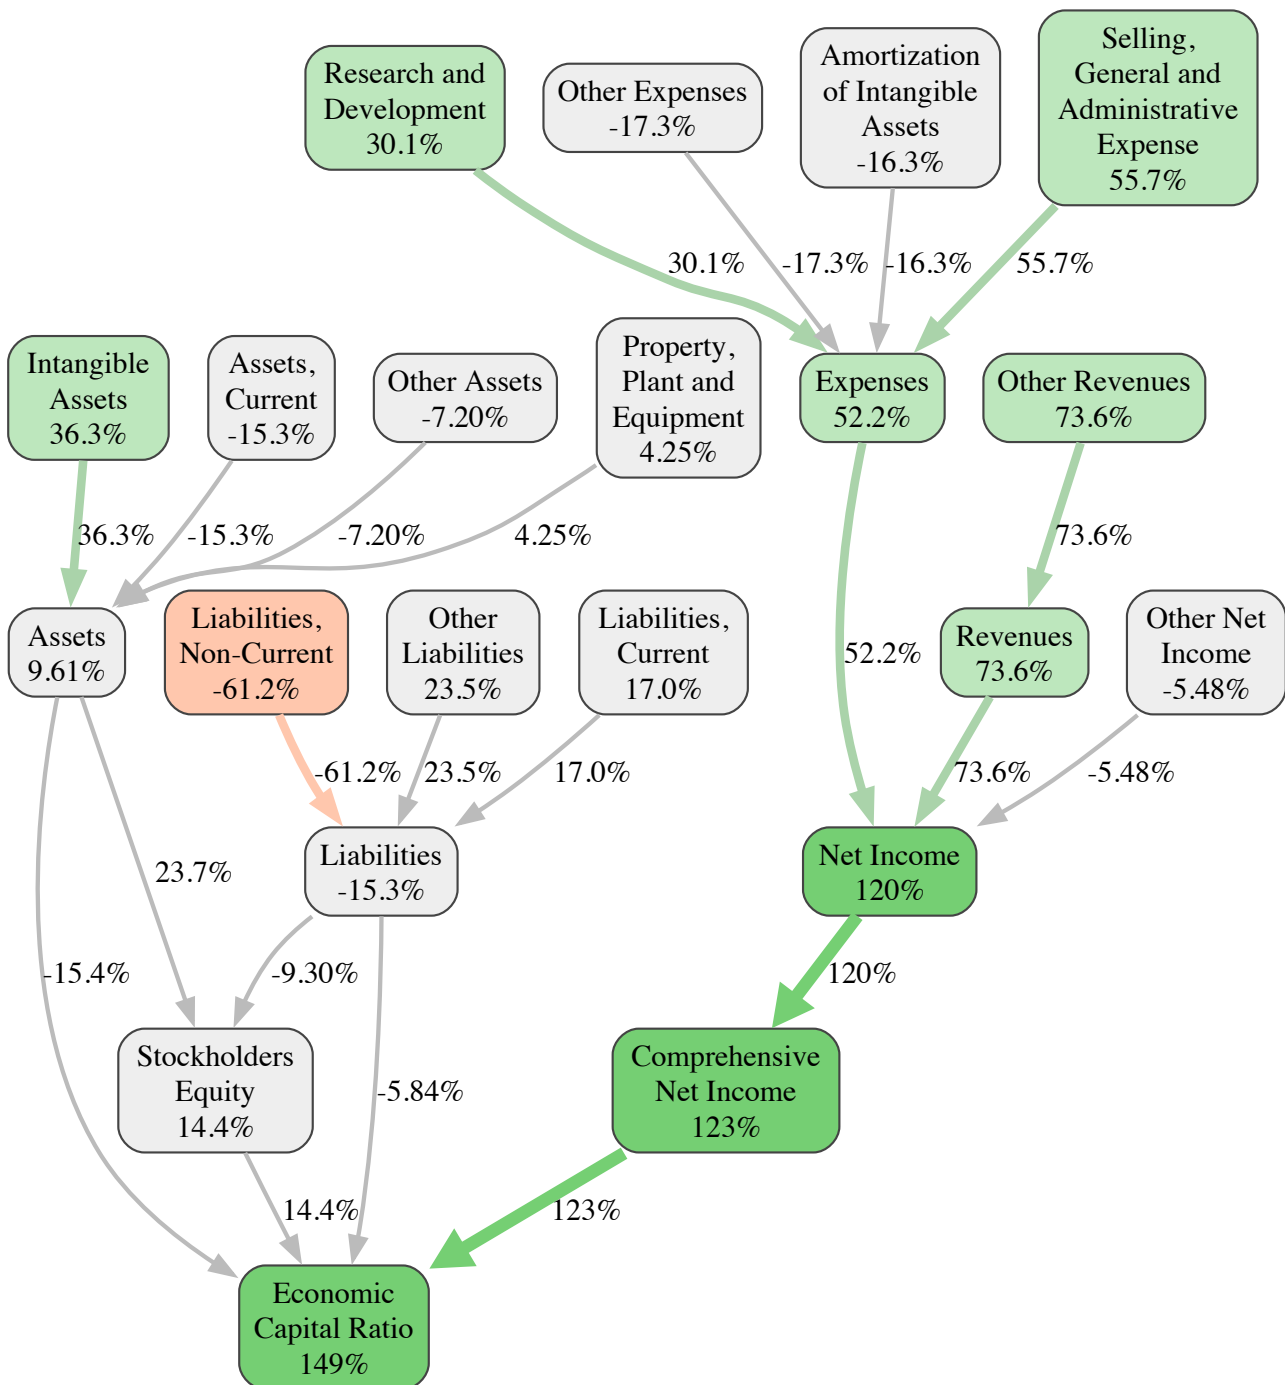 Research and
Development
30.1%
Other Expenses
-17.3%
Amortization
of Intangible
Assets
-16.3%
Selling,
General and
Administrative
Expense
55.7%
30.1%
-17.3%
-16.3%
55.7%
Intangible
Assets
36.3%
Assets,
Current
-15.3%
Other Assets
-7.20%
Property,
Plant and
Equipment
4.25%
Expenses
52.2%
Other Revenues
73.6%
36.3%
-15.3%
-7.20%
4.25%
73.6%
Assets
9.61%
Liabilities,
Non-Current
-61.2%
Other
Liabilities
23.5%
Liabilities,
Current
17.0%
52.2%
Revenues
73.6%
Other Net
Income
-5.48%
-61.2%
23.5%
17.0%
73.6%
-5.48%
23.7%
Liabilities
-15.3%
Net Income
120%
-15.4%
-9.30%
120%
Stockholders
Equity
14.4%
-5.84%
Comprehensive
Net Income
123%
14.4%
123%
Economic
Capital Ratio
149%